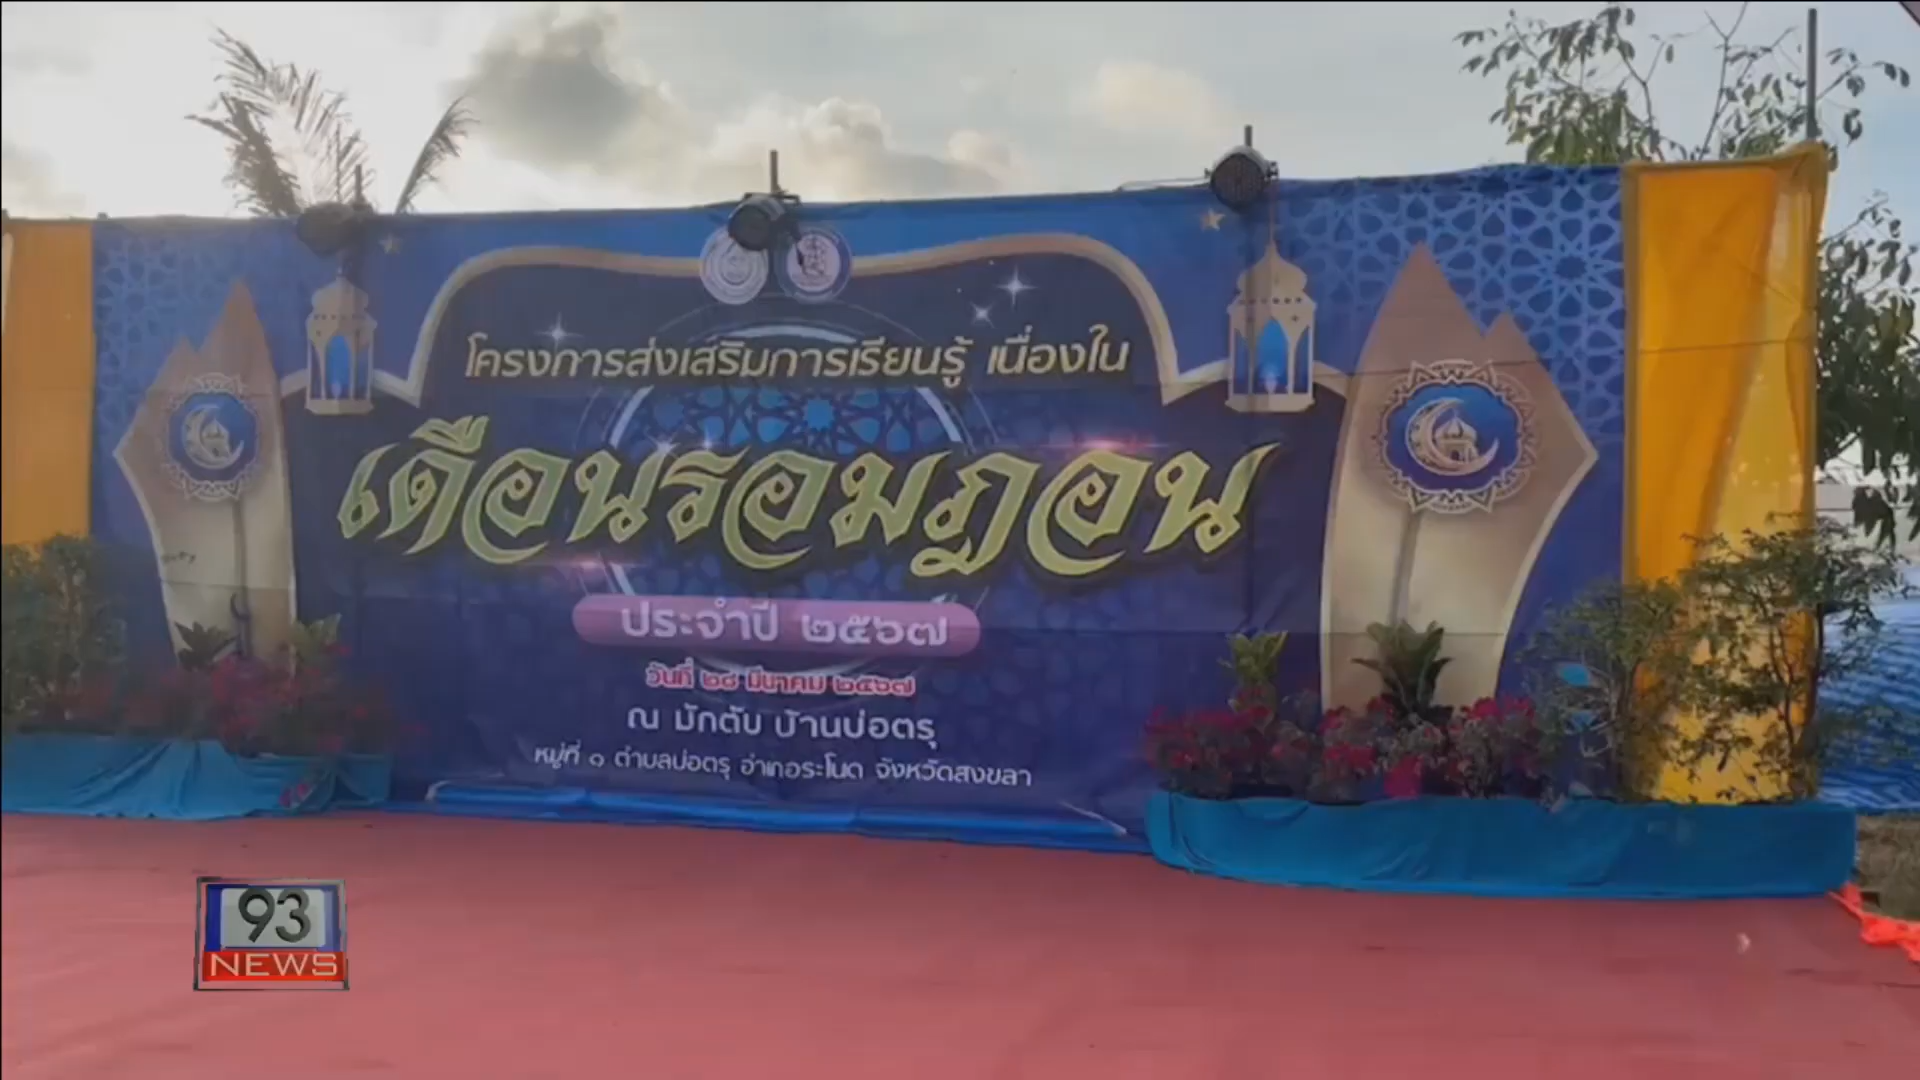 โครงการส่งเสริมการเรียนรู้ เนื่องใน
เดือนรอมฎอน
ประจำปี ๒๕๖๗
วันที่ ๒๘ มีนาคม ๒๕๖๗
ณ มักตับ บ้านบ่อตรุ
หมู่ที่ ๑ ตำบลบ่อตรุ อำเภอระโนด จังหวัดสงขลา
93
NEWS